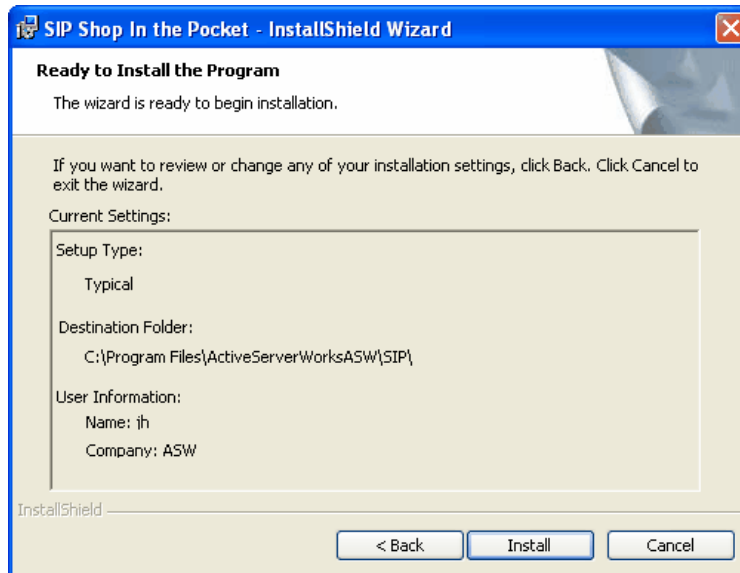 SIP Shop In the Pocket - InstallShield Wizard
Ready to Install the Program
The wizard is ready to begin installation.
If you want to review or change any of your installation settings, click Back. Click Cancel to
exit the wizard.
Current Settings:
Setup Type:
Typical
Destination Folder:
C:\Program Files\ActiveServerWorksASW\SIP\
User Information:
Name: jh
Company: ASW
InstallShield
< Back
Install
Cancel